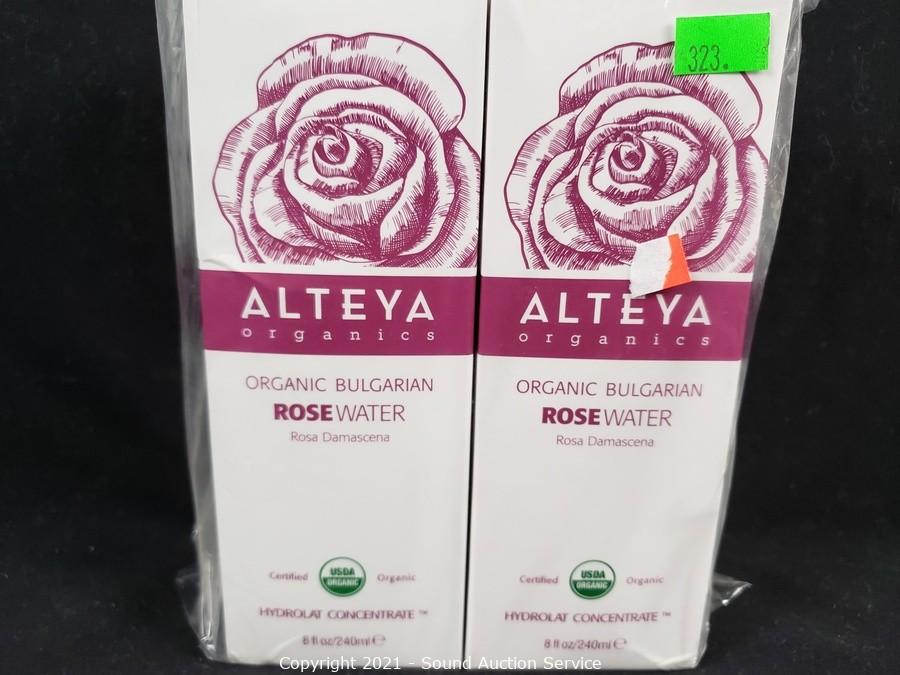 323.
ALTEYA
organics
ORGANIC BULGARIAN
ROSE WATER
Rosa Damascena
Certified USDA ORGANIC Organic
HYDROLAT CONCENTRATE™
8 fl oz/240ml ℮
ALTEYA
organics
ORGANIC BULGARIAN
ROSE WATER
Rosa Damascena
Certified USDA ORGANIC Organic
HYDROLAT CONCENTRATE™
8 fl oz/240ml ℮
Copyright 2021 - Sound Auction Service